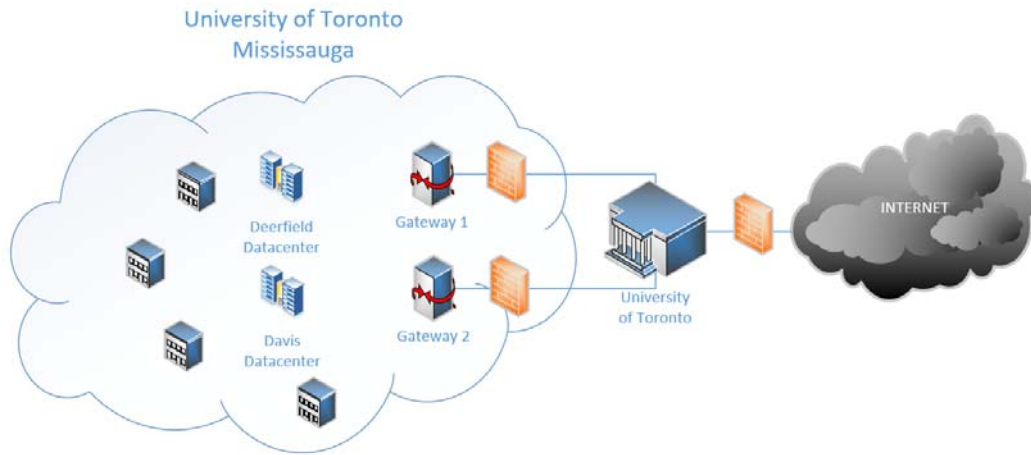 University of Toronto
Mississauga
Deerfield
Datacenter
Gateway 1
INTERNET
Davis
Datacenter
Gateway 2
University
of Toronto